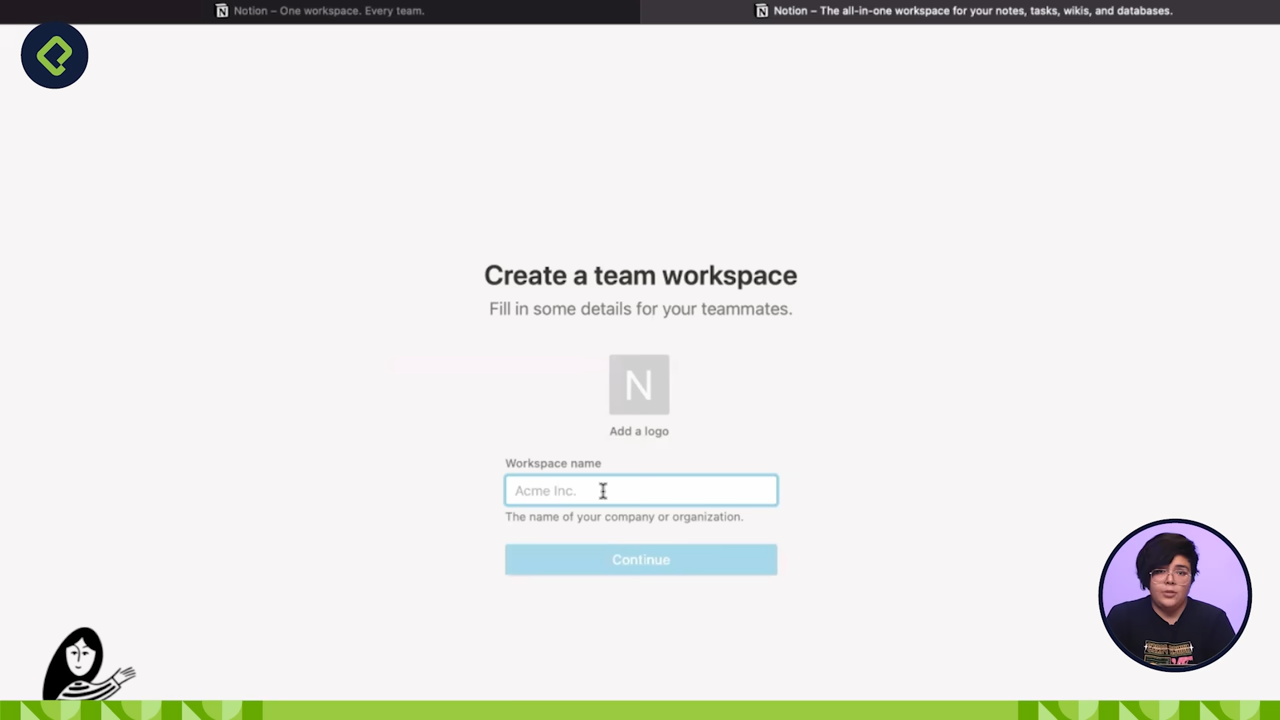 Notion – One workspace. Every team.
Notion – The all-in-one workspace for your notes, tasks, wikis, and databases.
Create a team workspace
Fill in some details for your teammates.
N
Add a logo
Workspace name
Acme Inc.
The name of your company or organization.
Continue